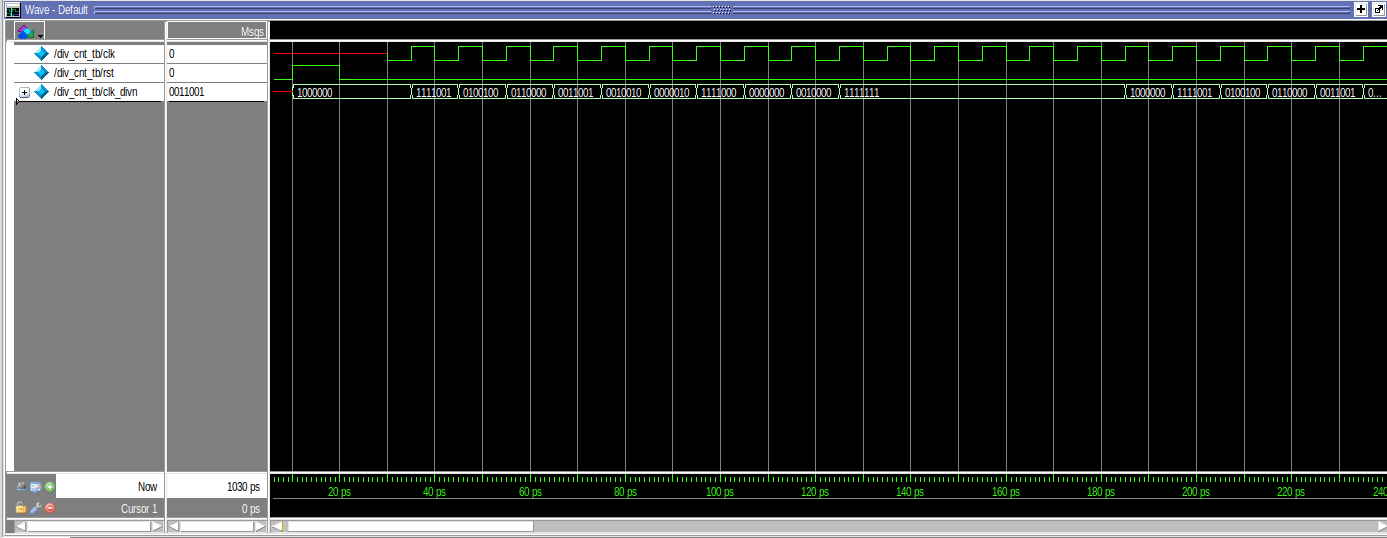 Wave - Default
Msgs
/div_cnt_tb/clk 0
/div_cnt_tb/rst 0
/div_cnt_tb/clk_divn 0011001 1000000 1111001 0100100 0110000 0011001 0010010 0000010 1111000 0000000 0010000 1111111 1000000 1111001 0100100 0110000 0011001 0...
Now 1030 ps 20 ps 40 ps 60 ps 80 ps 100 ps 120 ps 140 ps 160 ps 180 ps 200 ps 220 ps 240
Cursor 1 0 ps